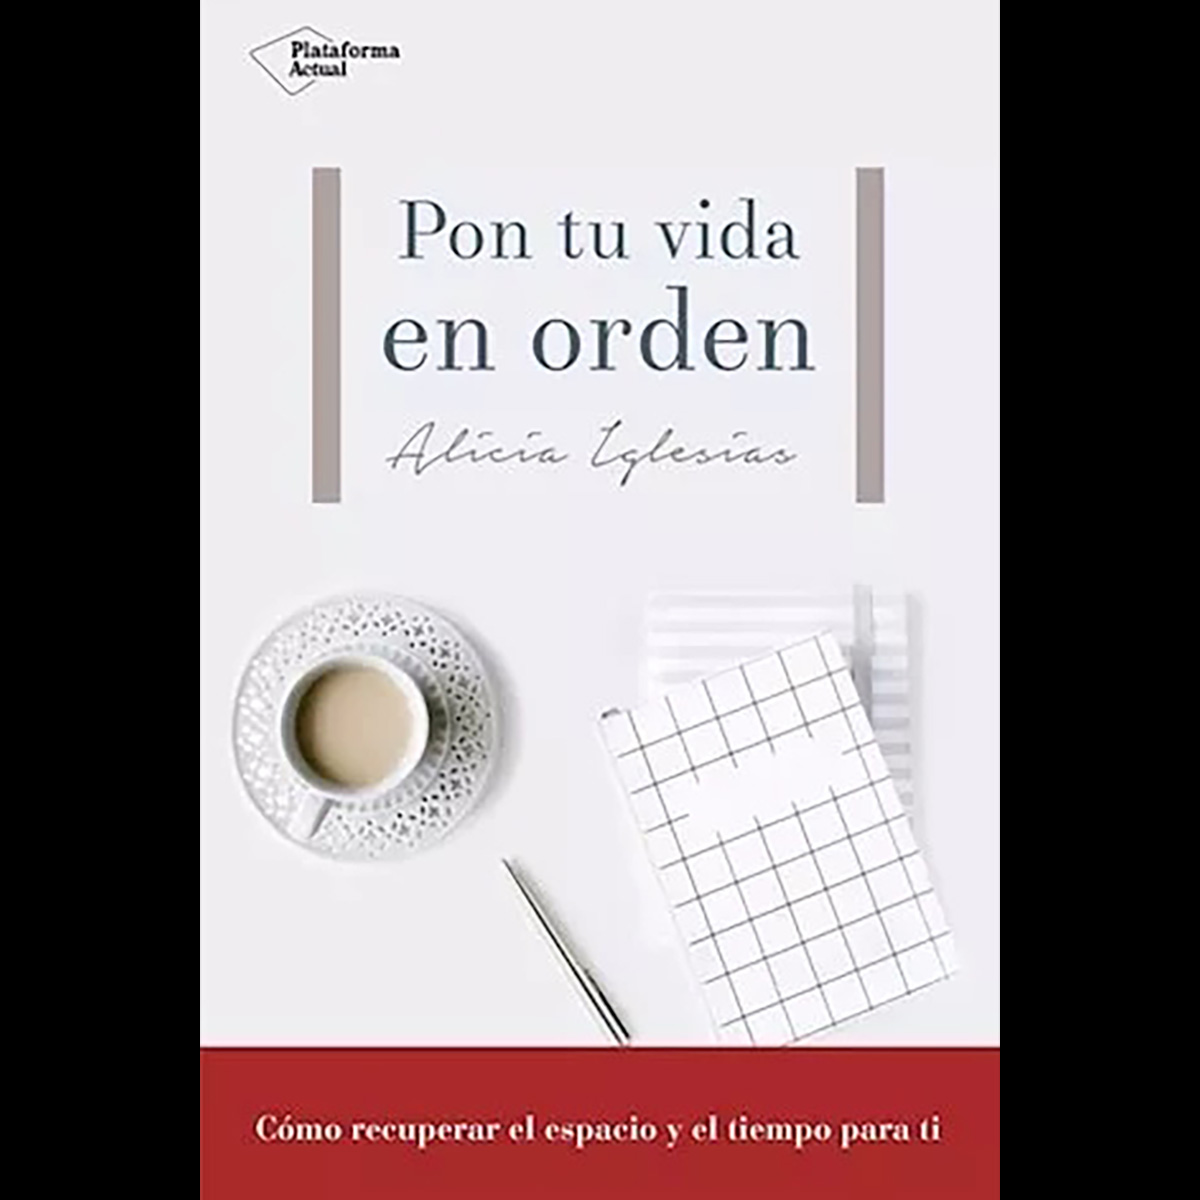 Plataforma
Actual
Pon tu vida
en orden
Alicia Iglesias
Cómo recuperar el espacio y el tiempo para ti